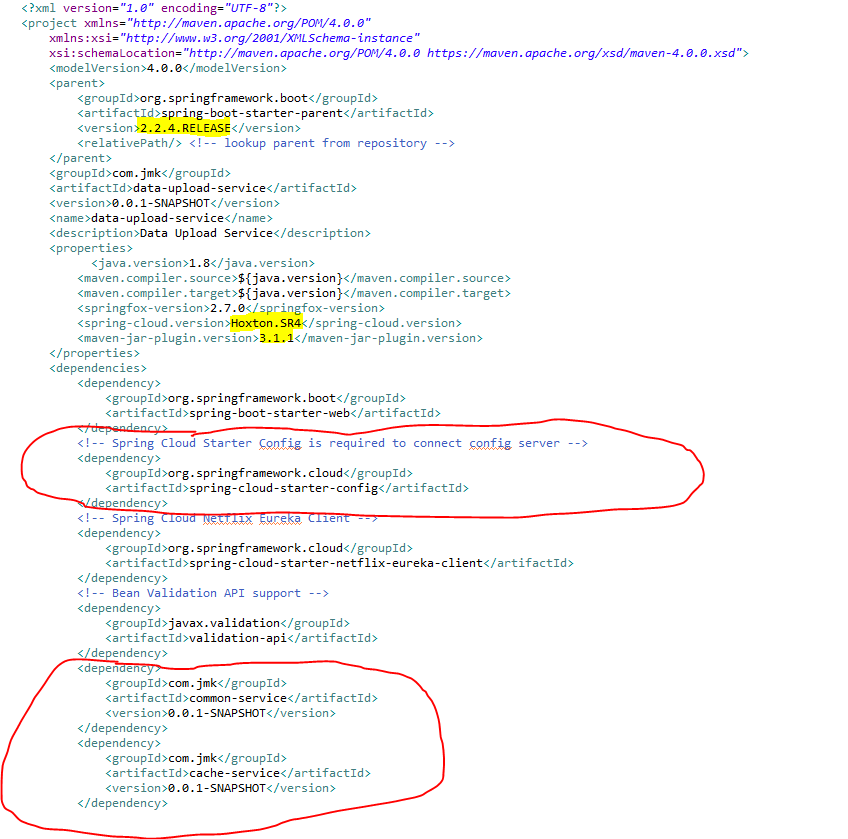 <?xml version="1.0" encoding="UTF-8"?>
<project xmlns="http://maven.apache.org/POM/4.0.0"
xmlns:xsi="http://www.w3.org/2001/XMLSchema-instance"
xsi:schemaLocation="http://maven.apache.org/POM/4.0.0 https://maven.apache.org/xsd/maven-4.0.0.xsd">
<modelVersion>4.0.0</modelVersion>
<parent>
<groupId>org.springframework.boot</groupId>
<artifactId>spring-boot-starter-parent</artifactId>
<version>2.2.4.RELEASE</version>
<relativePath/> <!-- lookup parent from repository -->
</parent>
<groupId>com.jmk</groupId>
<artifactId>data-upload-service</artifactId>
<version>0.0.1-SNAPSHOT</version>
<name>data-upload-service</name>
<description>Data Upload Service</description>
<properties>
<java.version>1.8</java.version>
<maven.compiler.source>${java.version}</maven.compiler.source>
<maven.compiler.target>${java.version}</maven.compiler.target>
<springfox-version>2.7.0</springfox-version>
<spring-cloud.version>Hoxton.SR4</spring-cloud.version>
<maven-jar-plugin.version>3.1.1</maven-jar-plugin.version>
</properties>
<dependencies>
<dependency>
<groupId>org.springframework.boot</groupId>
<artifactId>spring-boot-starter-web</artifactId>
</dependency>
<!-- Spring Cloud Starter Config is required to connect config server -->
<dependency>
<groupId>org.springframework.cloud</groupId>
<artifactId>spring-cloud-starter-config</artifactId>
</dependency>
<!-- Spring Cloud Netflix Eureka Client -->
<dependency>
<groupId>org.springframework.cloud</groupId>
<artifactId>spring-cloud-starter-netflix-eureka-client</artifactId>
</dependency>
<!-- Bean Validation API support -->
<dependency>
<groupId>javax.validation</groupId>
<artifactId>validation-api</artifactId>
</dependency>
<dependency>
<groupId>com.jmk</groupId>
<artifactId>common-service</artifactId>
<version>0.0.1-SNAPSHOT</version>
</dependency>
<dependency>
<groupId>com.jmk</groupId>
<artifactId>cache-service</artifactId>
<version>0.0.1-SNAPSHOT</version>
</dependency>